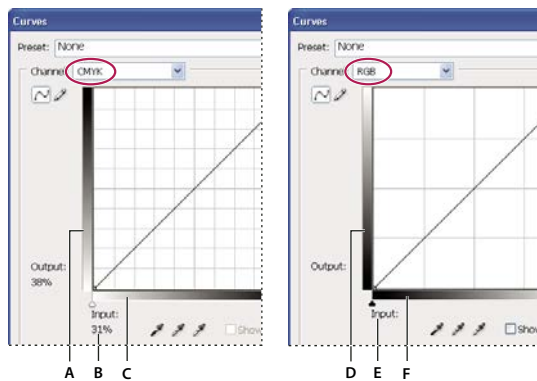 Curves
Preset: None
Channel: CMYK
Output:
38%
Input:
31%
Show
A B C
Curves
Preset: None
Channel: RGB
Output:
Input:
Show
D E F